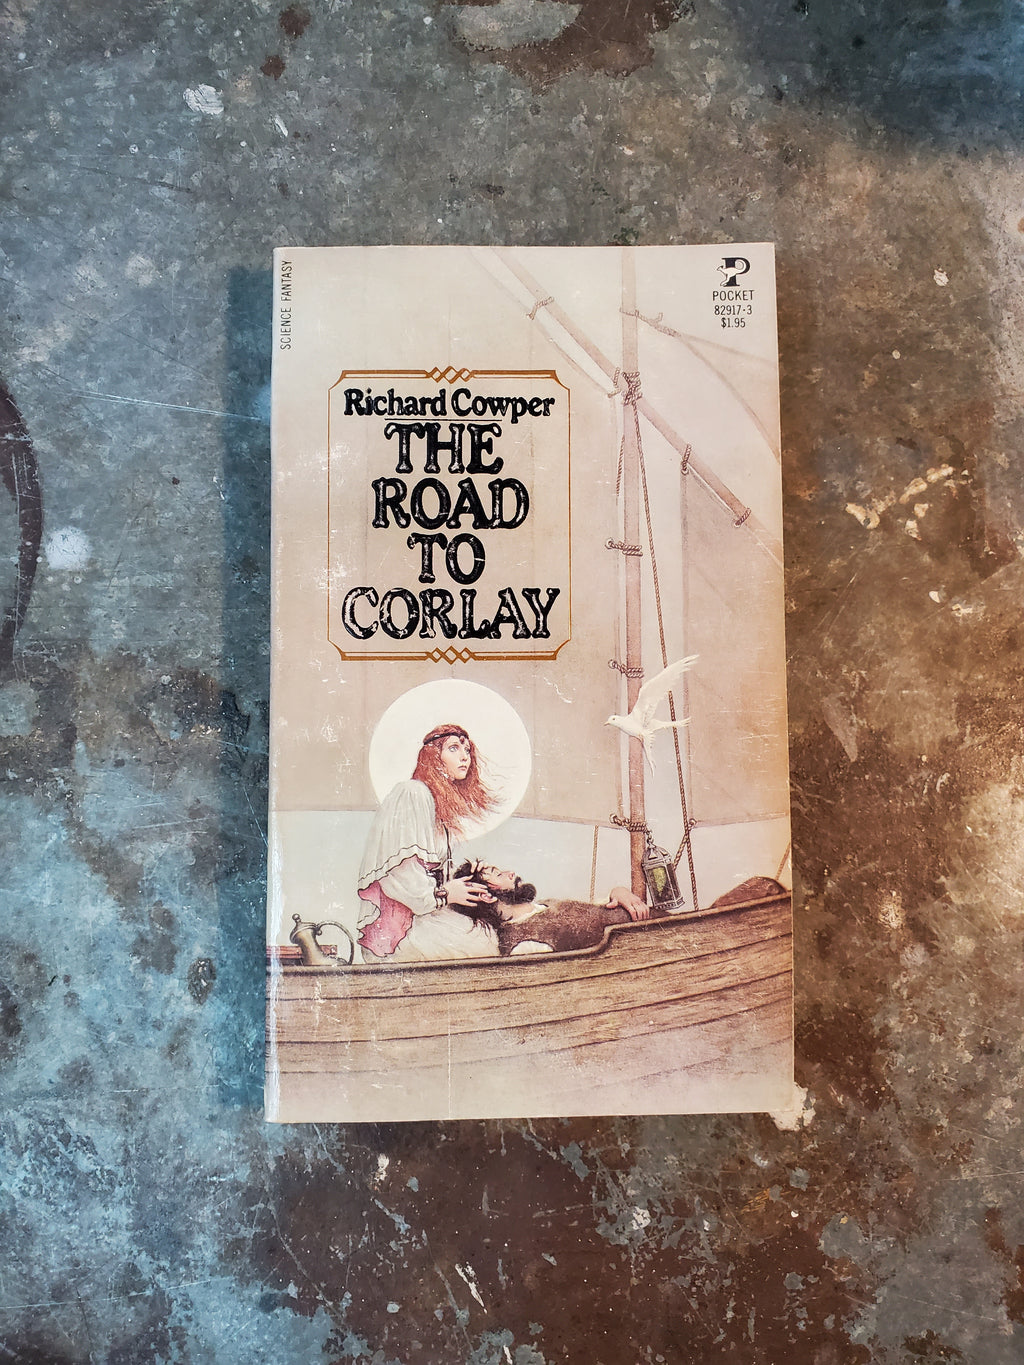 SCIENCE FANTASY
P
POCKET
82917-3
$1.95
Richard Cowper
THE
ROAD
TO
CORLAY